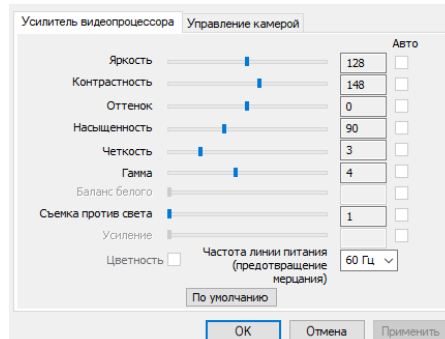 Усилитель видеопроцессора Управление камерой
Авто
Яркость 128
Контрастность 148
Оттенок 0
Насыщенность 90
Четкость 3
Гамма 4
Баланс белого
Съемка против света 1
Усиление
Цветность Частота линии питания
(предотвращение 60 Гц
мерцания)
По умолчанию
OK Отмена Применить